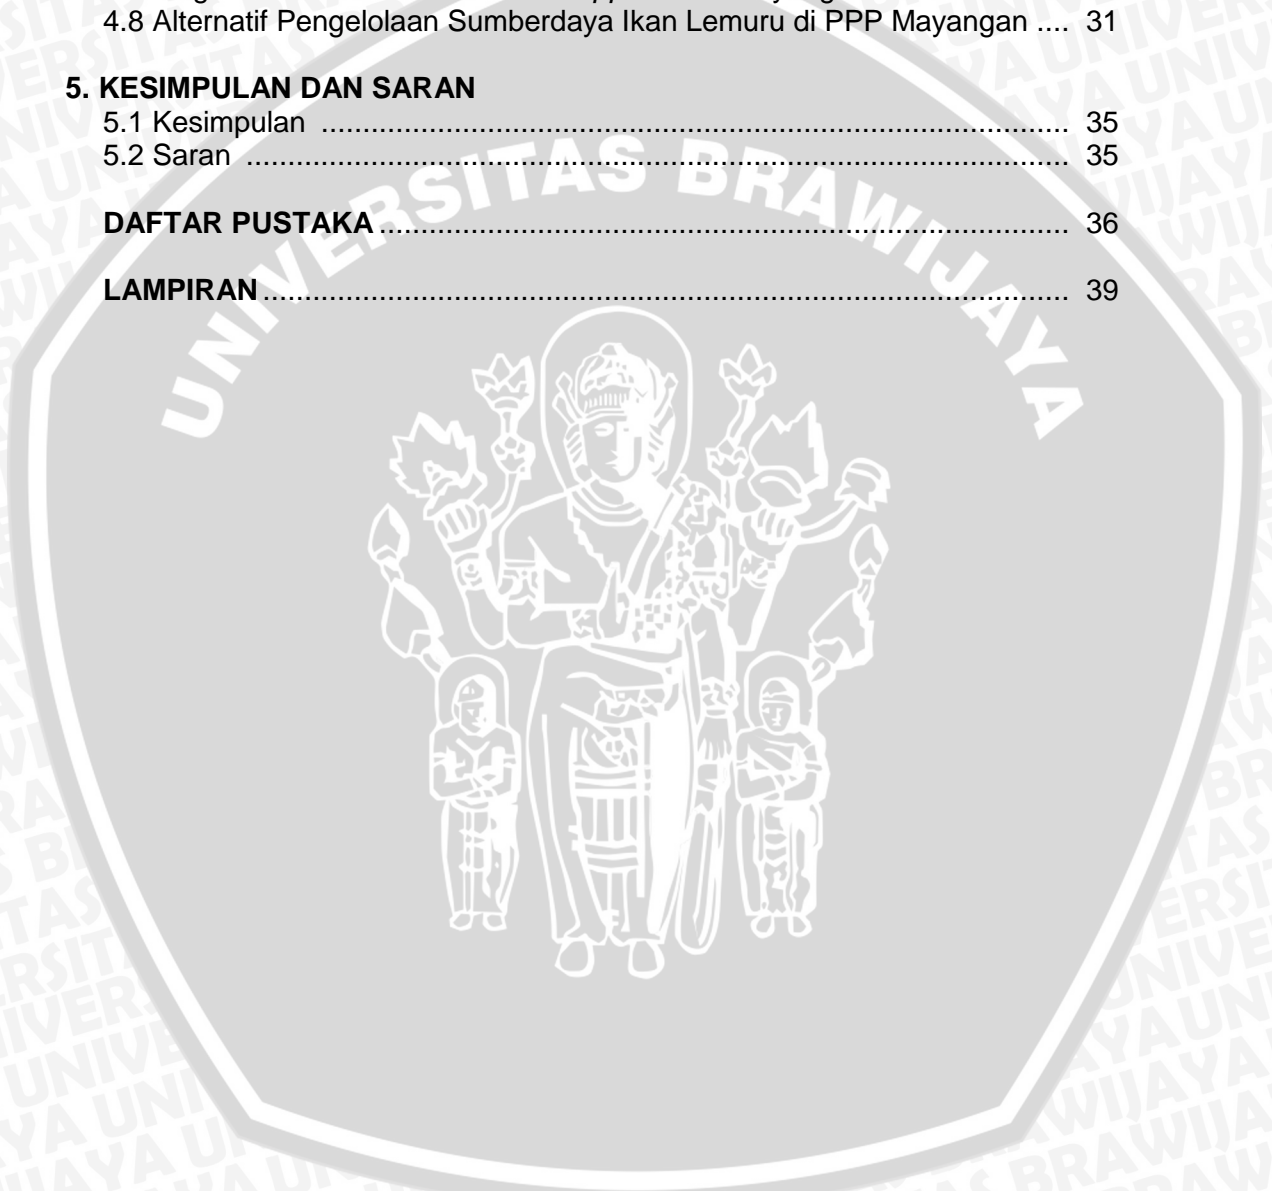 4.8 Alternatif Pengelolaan Sumberdaya Ikan Lemuru di PPP Mayangan .... 31
5. KESIMPULAN DAN SARAN
5.1 Kesimpulan ........................................................................... 35
5.2 Saran ................................................................................... 35
DAFTAR PUSTAKA ..................................................................... 36
LAMPIRAN ................................................................................. 39
UNIVERSITAS BRAWIJAYA